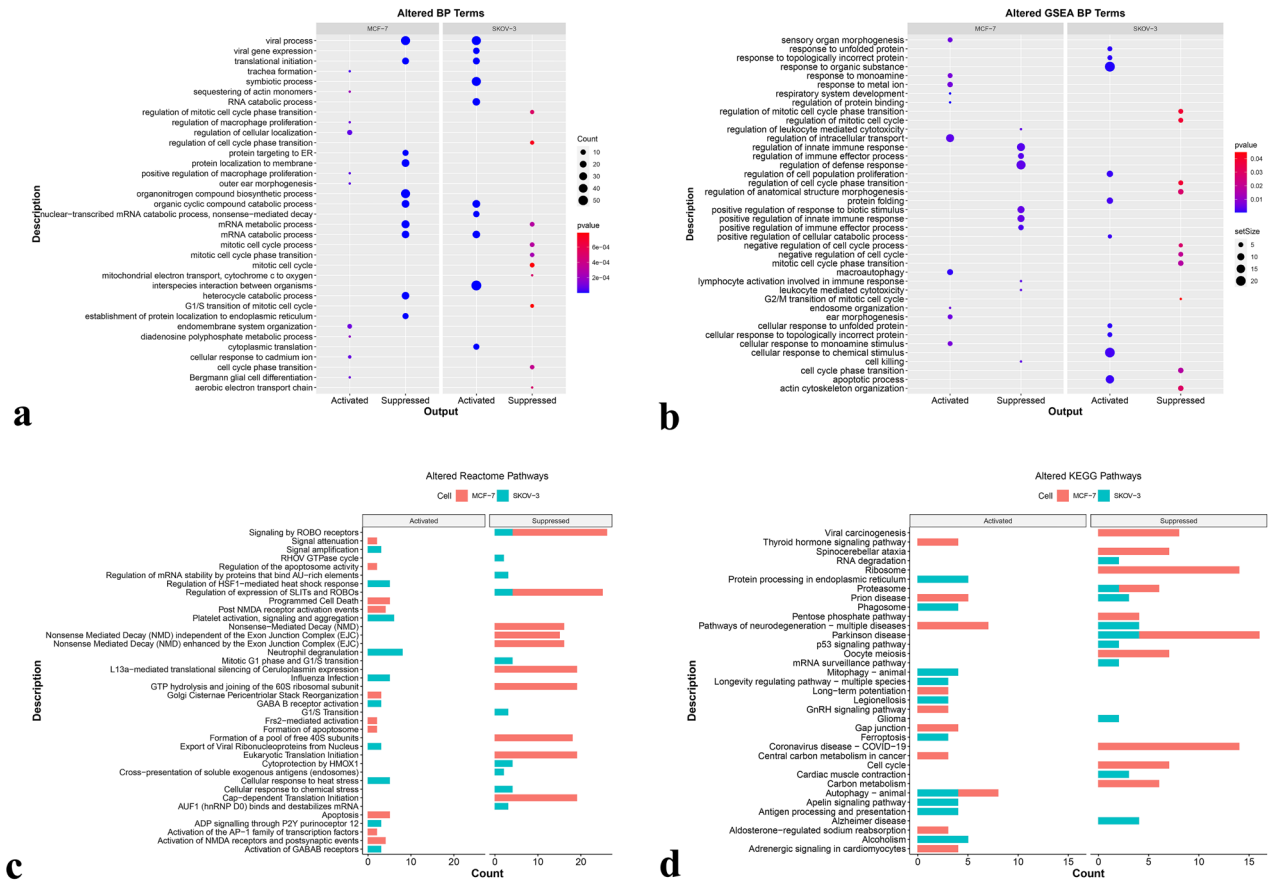 Altered BP Terms
MCF-7
SKOV-3
viral process
viral gene expression
translational initiation
trachea formation
symbiotic process
sequestering of actin monomers
RNA catabolic process
regulation of mitotic cell cycle phase transition
regulation of macrophage proliferation
regulation of cellular localization
regulation of cell cycle phase transition
protein targeting to ER
protein localization to membrane
positive regulation of macrophage proliferation
outer ear morphogenesis
organonitrogen compound biosynthetic process
organic cyclic compound catabolic process
nuclear-transcribed mRNA catabolic process, nonsense-mediated decay
mRNA metabolic process
mRNA catabolic process
mitotic cell cycle process
mitotic cell cycle phase transition
mitotic cell cycle
mitochondrial electron transport, cytochrome c to oxygen
interspecies interaction between organisms
heterocycle catabolic process
G1/S transition of mitotic cell cycle
establishment of protein localization to endoplasmic reticulum
endomembrane system organization
diadenosine polyphosphate metabolic process
cytoplasmic translation
cellular response to cadmium ion
cell cycle phase transition
Bergmann glial cell differentiation
aerobic electron transport chain
Description
Activated
Suppressed
Activated
Suppressed
Output
Count
10
20
30
40
50
pvalue
6e-04
4e-04
2e-04
a
Altered GSEA BP Terms
MCF-7
SKOV-3
sensory organ morphogenesis
response to unfolded protein
response to topologically incorrect protein
response to organic substance
response to monoamine
response to metal ion
respiratory system development
regulation of protein binding
regulation of mitotic cell cycle phase transition
regulation of mitotic cell cycle
regulation of leukocyte mediated cytotoxicity
regulation of intracellular transport
regulation of innate immune response
regulation of immune effector process
regulation of defense response
regulation of cell population proliferation
regulation of cell cycle phase transition
regulation of anatomical structure morphogenesis
protein folding
positive regulation of response to biotic stimulus
positive regulation of innate immune response
positive regulation of immune effector process
positive regulation of cellular catabolic process
negative regulation of cell cycle process
negative regulation of cell cycle
mitotic cell cycle phase transition
macroautophagy
lymphocyte activation involved in immune response
leukocyte mediated cytotoxicity
G2/M transition of mitotic cell cycle
endosome organization
ear morphogenesis
cellular response to unfolded protein
cellular response to topologically incorrect protein
cellular response to monoamine stimulus
cellular response to chemical stimulus
cell killing
cell cycle phase transition
apoptotic process
actin cytoskeleton organization
Description
Activated
Suppressed
Activated
Suppressed
Output
pvalue
0.04
0.03
0.02
0.01
setSize
5
10
15
20
b
Altered Reactome Pathways
Cell MCF-7 SKOV-3
Activated
Suppressed
Signaling by ROBO receptors
Signal attenuation
Signal amplification
RHOV GTPase cycle
Regulation of the apoptosome activity
Regulation of mRNA stability by proteins that bind AU-rich elements
Regulation of HSF1-mediated heat shock response
Regulation of expression of SLITs and ROBOs
Programmed Cell Death
Post NMDA receptor activation events
Platelet activation, signaling and aggregation
Nonsense-Mediated Decay (NMD)
Nonsense Mediated Decay (NMD) independent of the Exon Junction Complex (EJC)
Nonsense Mediated Decay (NMD) enhanced by the Exon Junction Complex (EJC)
Neutrophil degranulation
Mitotic G1 phase and G1/S transition
L13a-mediated translational silencing of Ceruloplasmin expression
Influenza Infection
GTP hydrolysis and joining of the 60S ribosomal subunit
Golgi Cisternae Pericentriolar Stack Reorganization
GABA B receptor activation
G1/S Transition
Frs2-mediated activation
Formation of apoptosome
Formation of a pool of free 40S subunits
Export of Viral Ribonucleoproteins from Nucleus
Eukaryotic Translation Initiation
Cytoprotection by HMOX1
Cross-presentation of soluble exogenous antigens (endosomes)
Cellular response to heat stress
Cellular response to chemical stress
Cap-dependent Translation Initiation
AUF1 (hnRNP D0) binds and destabilizes mRNA
Apoptosis
ADP signalling through P2Y purinoceptor 12
Activation of the AP-1 family of transcription factors
Activation of NMDA receptors and postsynaptic events
Activation of GABAB receptors
Description
0 10 20
0 10 20
Count
c
Altered KEGG Pathways
Cell MCF-7 SKOV-3
Activated
Suppressed
Viral carcinogenesis
Thyroid hormone signaling pathway
Spinocerebellar ataxia
RNA degradation
Ribosome
Protein processing in endoplasmic reticulum
Proteasome
Prion disease
Phagosome
Pentose phosphate pathway
Pathways of neurodegeneration - multiple diseases
Parkinson disease
p53 signaling pathway
Oocyte meiosis
mRNA surveillance pathway
Mitophagy - animal
Longevity regulating pathway - multiple species
Long-term potentiation
Legionellosis
GnRH signaling pathway
Glioma
Gap junction
Ferroptosis
Coronavirus disease - COVID-19
Central carbon metabolism in cancer
Cell cycle
Cardiac muscle contraction
Carbon metabolism
Autophagy - animal
Apelin signaling pathway
Antigen processing and presentation
Alzheimer disease
Aldosterone-regulated sodium reabsorption
Alcoholism
Adrenergic signaling in cardiomyocytes
Description
0 5 10 15
0 5 10 15
Count
d